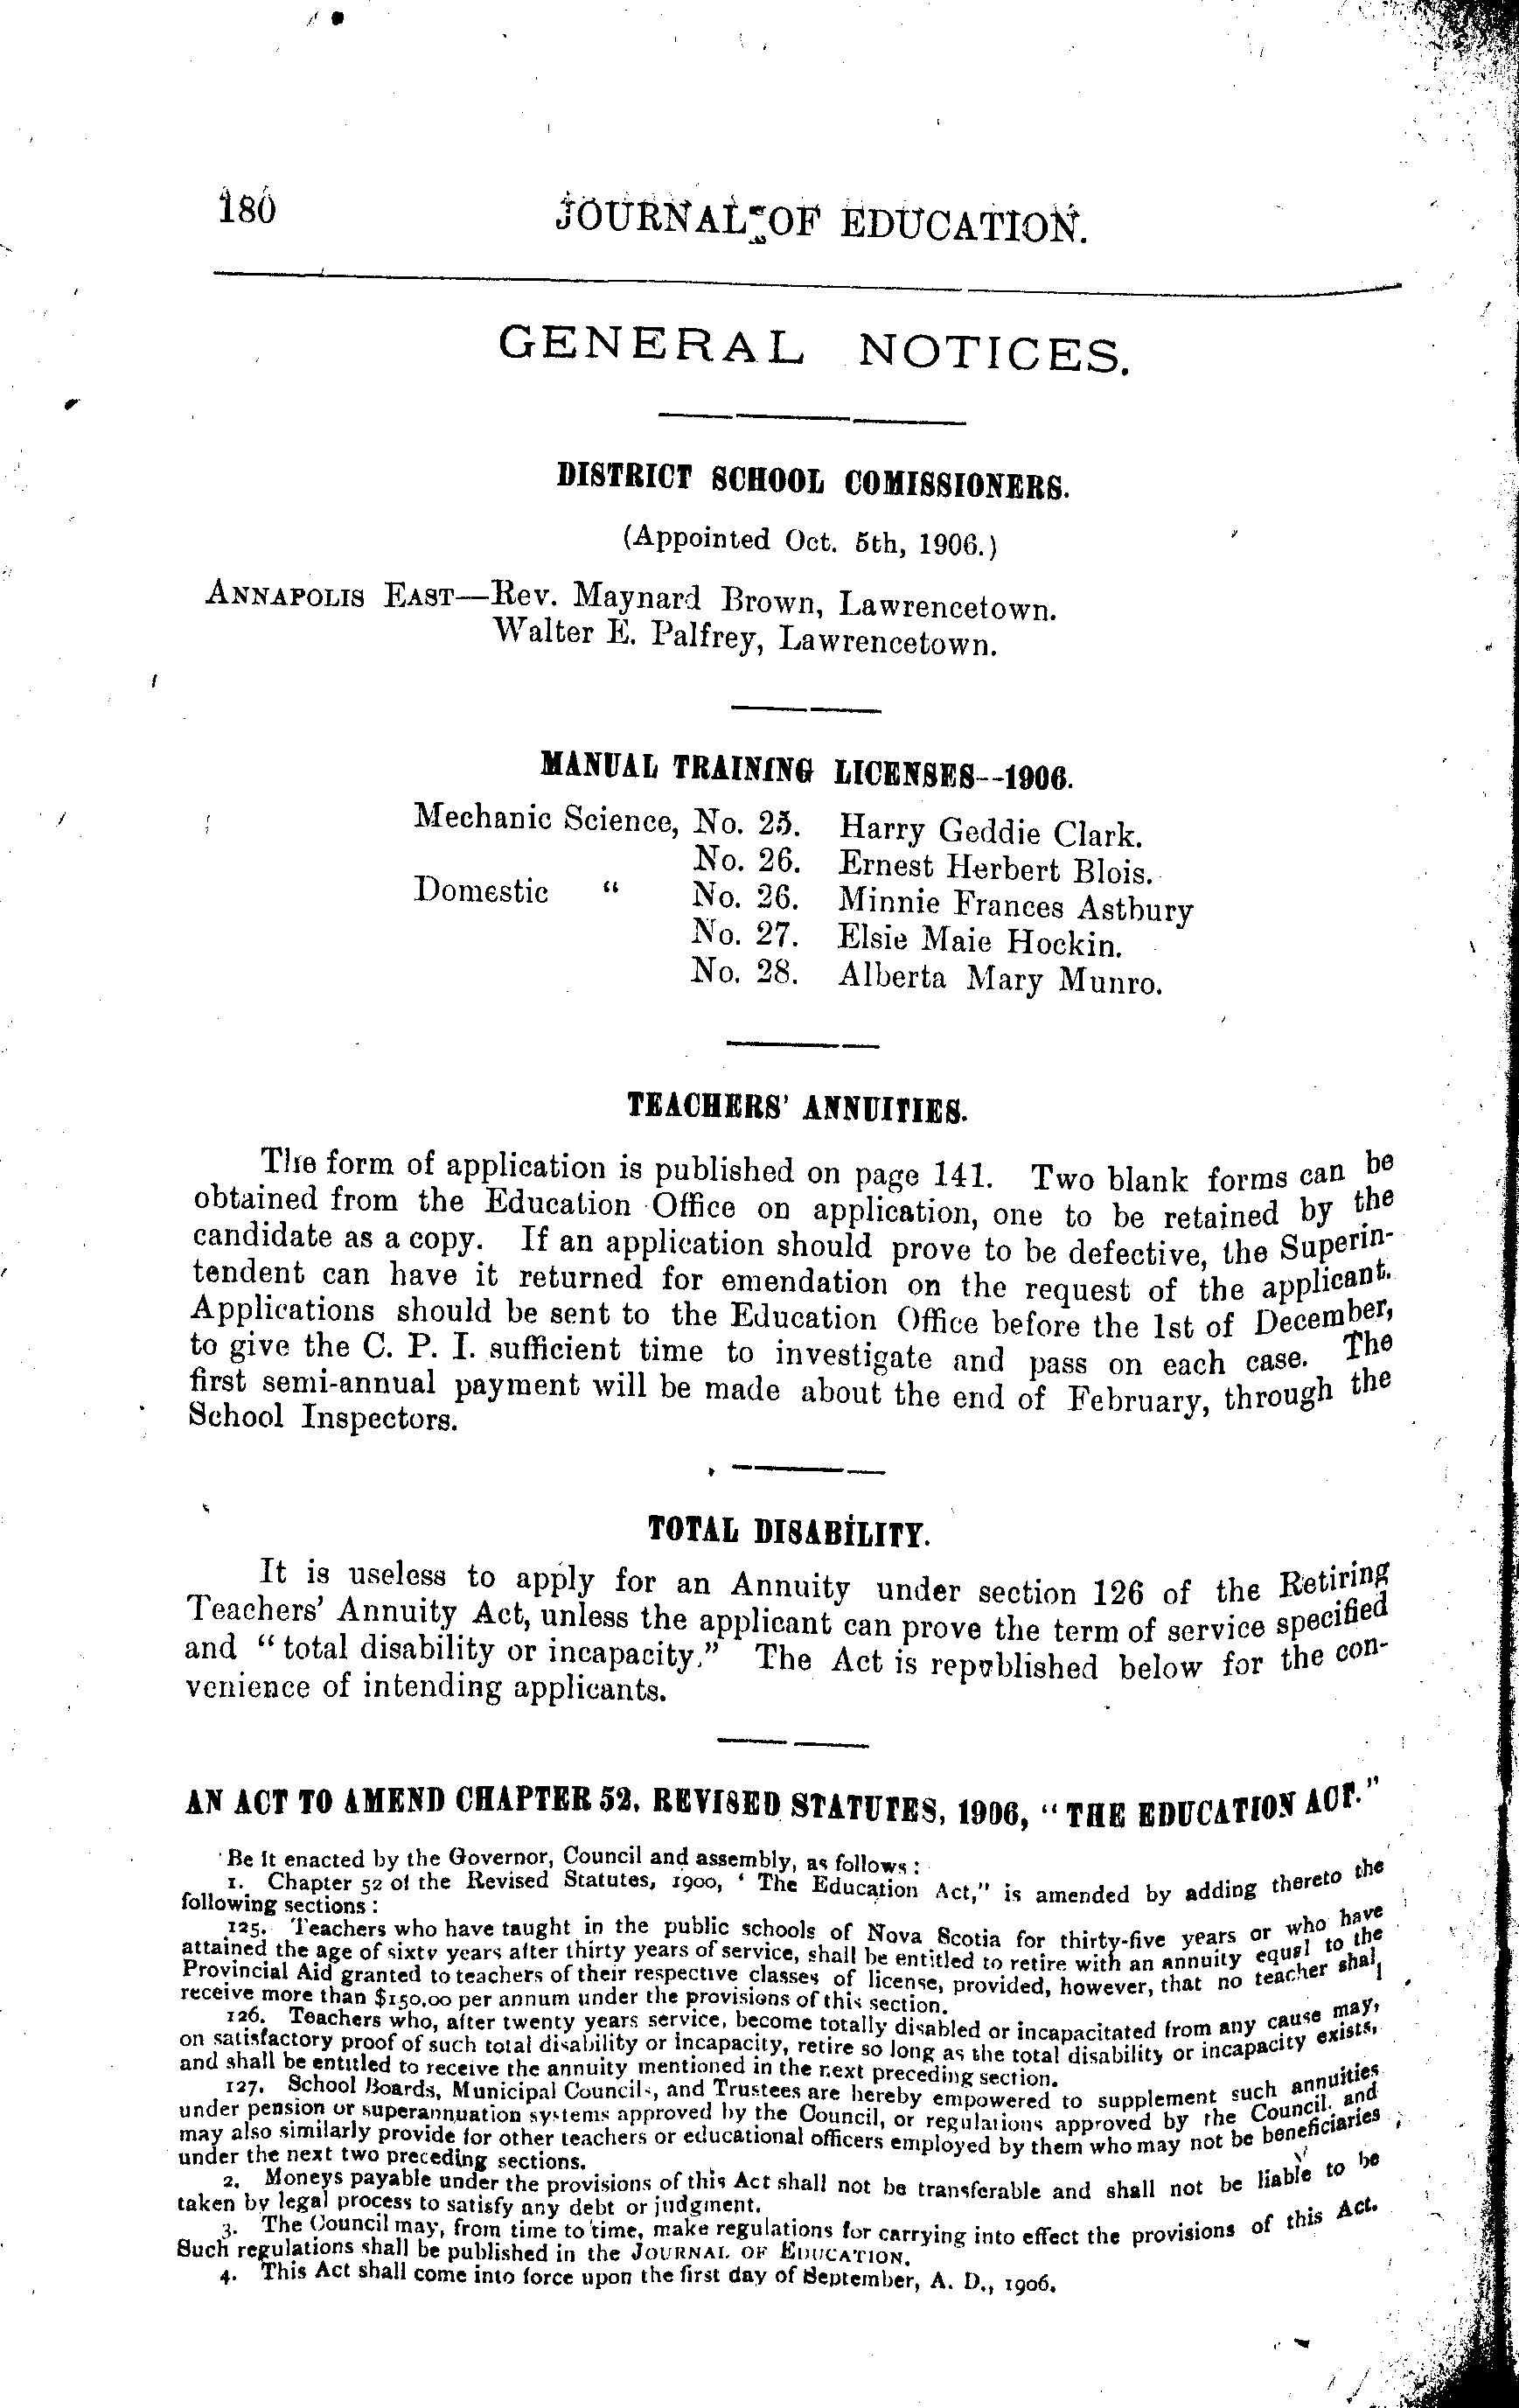 180 JOURNAL OF EDUCATION.
GENERAL NOTICES.
DISTRICT SCHOOL COMISSIONERS.
(Appointed Oct. 5th, 1906.)
ANNAPOLIS EAST—Rev. Maynard Brown, Lawrencetown.
Walter E. Palfrey, Lawrencetown.
MANUAL TRAINING LICENSES--1906.
Mechanic Science, No. 25. Harry Geddie Clark.
No. 26. Ernest Herbert Blois.
Domestic “ No. 26. Minnie Frances Astbury
No. 27. Elsie Maie Hockin.
No. 28. Alberta Mary Munro.
TEACHERS' ANNUITIES.
The form of application is published on page 141. Two blank forms can be
obtained from the Education Office on application, one to be retained by the
candidate as a copy. If an application should prove to be defective, the Superin-
tendent can have it returned for emendation on the request of the applicant.
Applications should be sent to the Education Office before the 1st of December,
to give the C. P. I. sufficient time to investigate and pass on each case. The
first semi-annual payment will be made about the end of February, through the
School Inspectors.
TOTAL DISABILITY.
It is useless to apply for an Annuity under section 126 of the Retiring
Teachers' Annuity Act, unless the applicant can prove the term of service specified
and “total disability or incapacity.” The Act is republished below for the con-
venience of intending applicants.
AN ACT TO AMEND CHAPTER 52, REVISED STATUTES, 1906, “THE EDUCATION ACT.”
Be it enacted by the Governor, Council and assembly, as follows:
1. Chapter 52 of the Revised Statutes, 1900, ‘ The Education Act,” is amended by adding thereto the
following sections:
125. Teachers who have taught in the public schools of Nova Scotia for thirty-five years or who have
attained the age of sixty years after thirty years of service, shall be entitled to retire with an annuity equal to the
Provincial Aid granted to teachers of their respective classes of license, provided, however, that no teacher shall
receive more than $150.00 per annum under the provisions of this section.
126. Teachers who, after twenty years service, become totally disabled or incapacitated from any cause may,
on satisfactory proof of such total disability or incapacity, retire so long as the total disability or incapacity exists,
and shall be entitled to receive the annuity mentioned in the next preceding section.
127. School Boards, Municipal Councils, and Trustees are hereby empowered to supplement such annuities
under pension or superannuation systems approved by the Council, or regulations approved by the Council, and
may also similarly provide for other teachers or educational officers employed by them who may not be beneficiaries
under the next two preceding sections.
2. Moneys payable under the provisions of this Act shall not be transferable and shall not be liable to be
taken by legal process to satisfy any debt or judgment.
3. The Council may, from time to time, make regulations for carrying into effect the provisions of this Act.
Such regulations shall be published in the JOURNAL OF EDUCATION.
4. This Act shall come into force upon the first day of September, A. D., 1906.